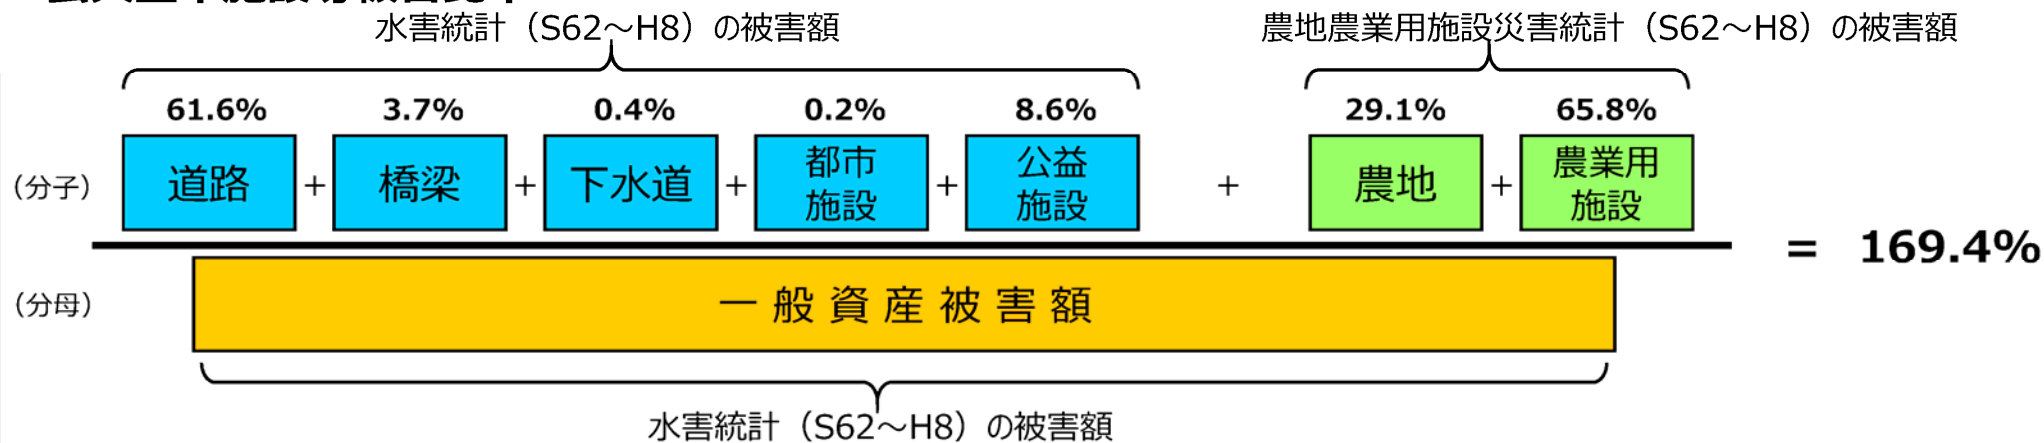 水害統計（S62～H8）の被害額
農地農業用施設災害統計（S62～H8）の被害額
61.6% 3.7% 0.4% 0.2% 8.6% 29.1% 65.8%
（分子） 道路 + 橋梁 + 下水道 + 都市施設 + 公益施設 + 農地 + 農業用施設
= 169.4%
（分母） 一般資産被害額
水害統計（S62～H8）の被害額